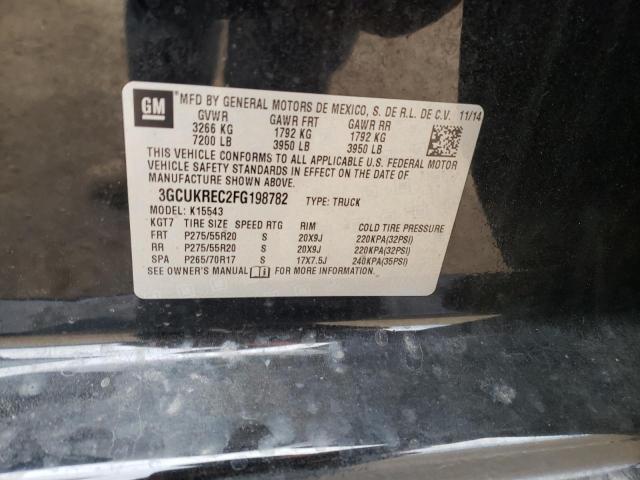 GM
*MFD BY GENERAL MOTORS DE MEXICO, S. DE R.L. DE C.V. 11/14
GVWR GAWR FRT GAWR RR
3266 KG 1792 KG 1792 KG
7200 LB 3950 LB 3950 LB
THIS VEHICLE CONFORMS TO ALL APPLICABLE U.S. FEDERAL MOTOR
VEHICLE SAFETY STANDARDS IN EFFECT ON THE DATE OF
MANUFACTURE SHOWN ABOVE.
3GCUKREC2FG198782 TYPE: TRUCK
MODEL: K15543
KGT7 TIRE SIZE SPEED RTG RIM COLD TIRE PRESSURE
FRT P275/55R20 S 20X9J 220KPA(32PSI)
RR P275/55R20 S 20X9J 220KPA(32PSI)
SPA P265/70R17 S 17X7.5J 240KPA(35PSI)
SEE OWNER'S MANUAL i FOR MORE INFORMATION.